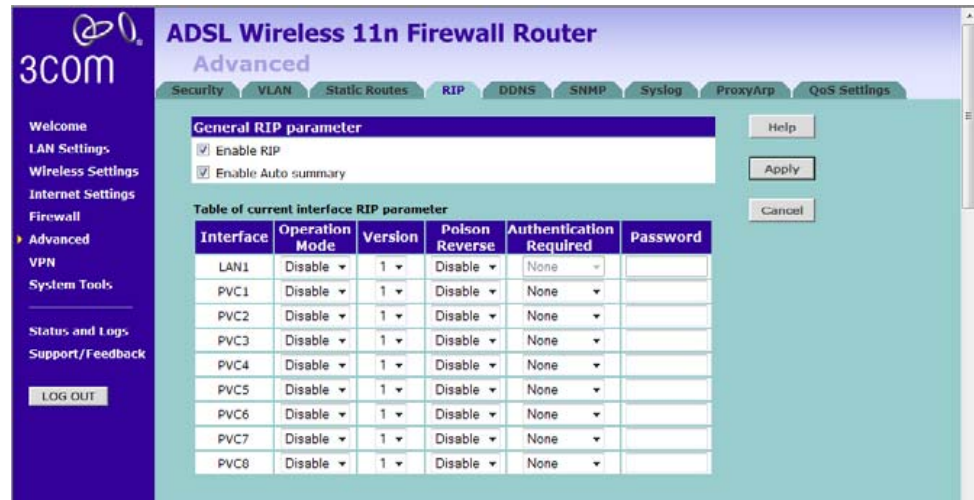 3COM
ADSL Wireless 11n Firewall Router
Advanced
Security VLAN Static Routes RIP DDNS SNMP Syslog ProxyArp QoS Settings
Welcome
LAN Settings
Wireless Settings
Internet Settings
Firewall
Advanced
VPN
System Tools
Status and Logs
Support/Feedback
LOG OUT
General RIP parameter
Enable RIP
Enable Auto summary
Help
Apply
Cancel
Table of current interface RIP parameter
Interface Operation Mode Version Poison Reverse Authentication Required Password
LAN1 Disable 1 Disable None
PVC1 Disable 1 Disable None
PVC2 Disable 1 Disable None
PVC3 Disable 1 Disable None
PVC4 Disable 1 Disable None
PVC5 Disable 1 Disable None
PVC6 Disable 1 Disable None
PVC7 Disable 1 Disable None
PVC8 Disable 1 Disable None